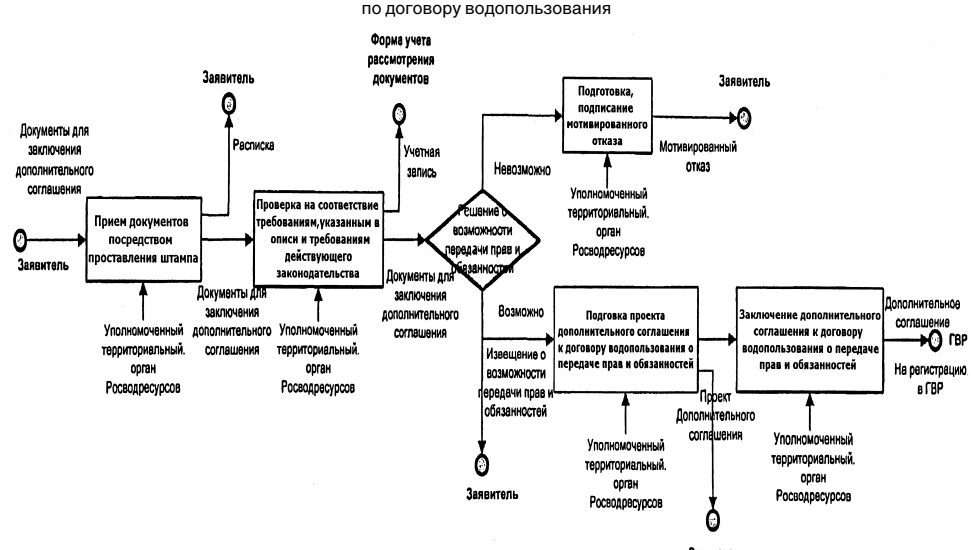 по договору водопользования
Форма учета
рассмотрения
документов
Заявитель
Заявитель
Документы для
заключения
дополнительного
соглашения
Расписка
Учетная
запись
Подготовка,
подписание
мотивированного
отказа
Мотивированный
отказ
Невозможно
Уполномоченный
территориальный.
орган
Росводресурсов
Заявитель
Прием документов
посредством
проставления штампа
Проверка на соответствие
требованиям,указанным в
описи и требованиям
действующего
законодательства
Решение о
возможности
передачи прав и
обязанностей
Документы для
заключения
дополнительного
соглашения
Документы для
заключения
дополнительного
соглашения
Уполномоченный
территориальный.
орган
Росводресурсов
Уполномоченный
территориальный.
орган
Росводресурсов
Возможно
Извещение о
возможности
передачи прав и
обязанностей
Заявитель
Подговка проекта
дополнительного соглашения
к договору водопользования о
передаче прав и обязанностей
Заключение дополнительного
соглашения к договору
водопользования о передаче
прав и обязанностей
Дополнительное
соглашение
ГВР
На регистрацию
в ГВР
Проект
Дополнительного
соглашения
Уполномоченный
территориальный.
орган
Росводресурсов
Уполномоченный
территориальный.
орган
Росводресурсов